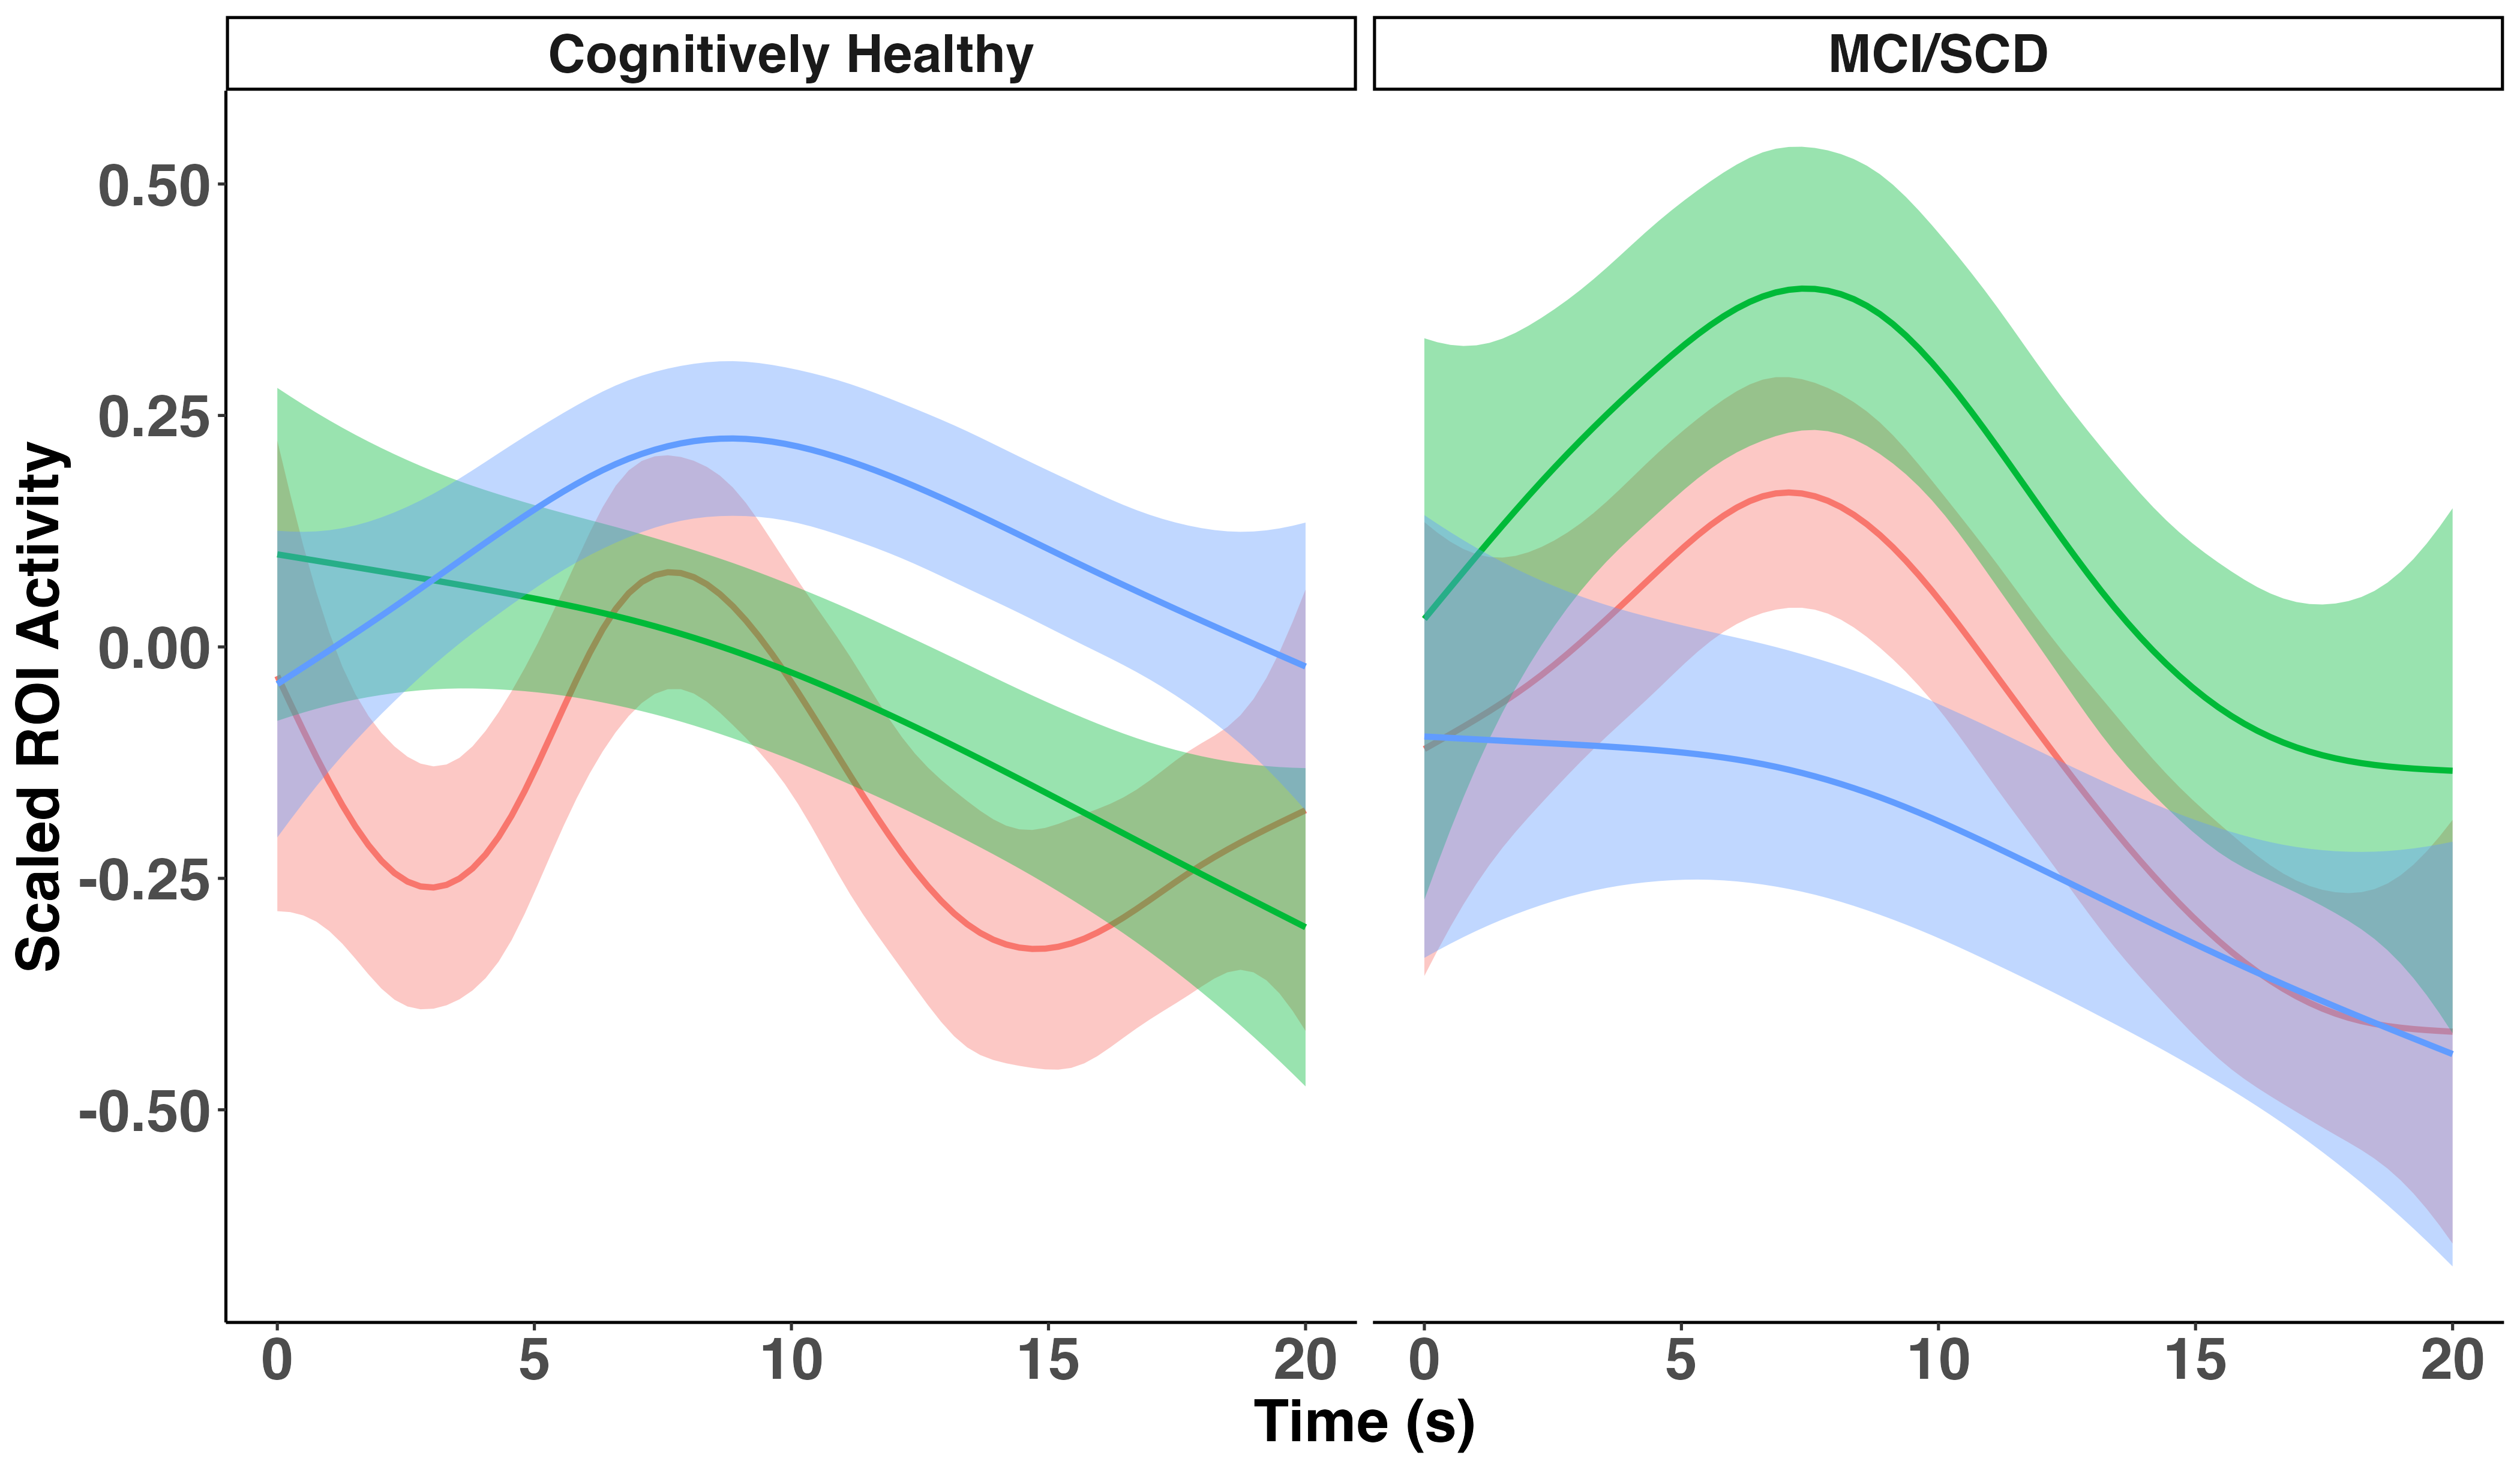 Cognitively Healthy
MCI/SCD
Scaled ROI Activity
0.50
0.25
0.00
-0.25
-0.50
0 5 10 15 20
0 5 10 15 20
Time (s)